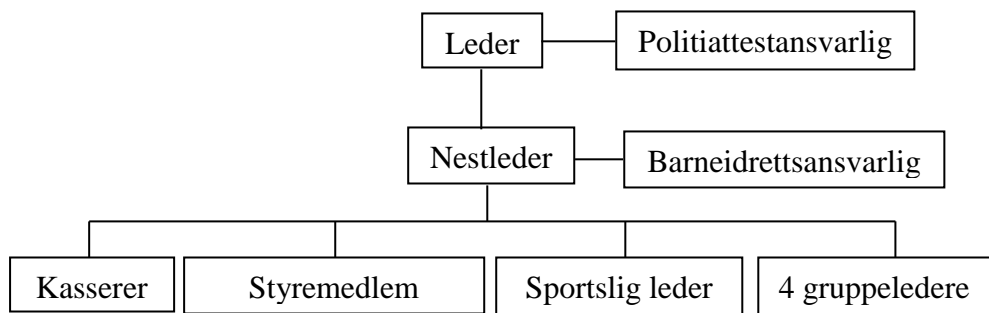 Leder
Politiattestansvarlig
Nestleder
Barneidrettsansvarlig
Kasserer
Styremedlem
Sportslig leder
4 gruppeledere